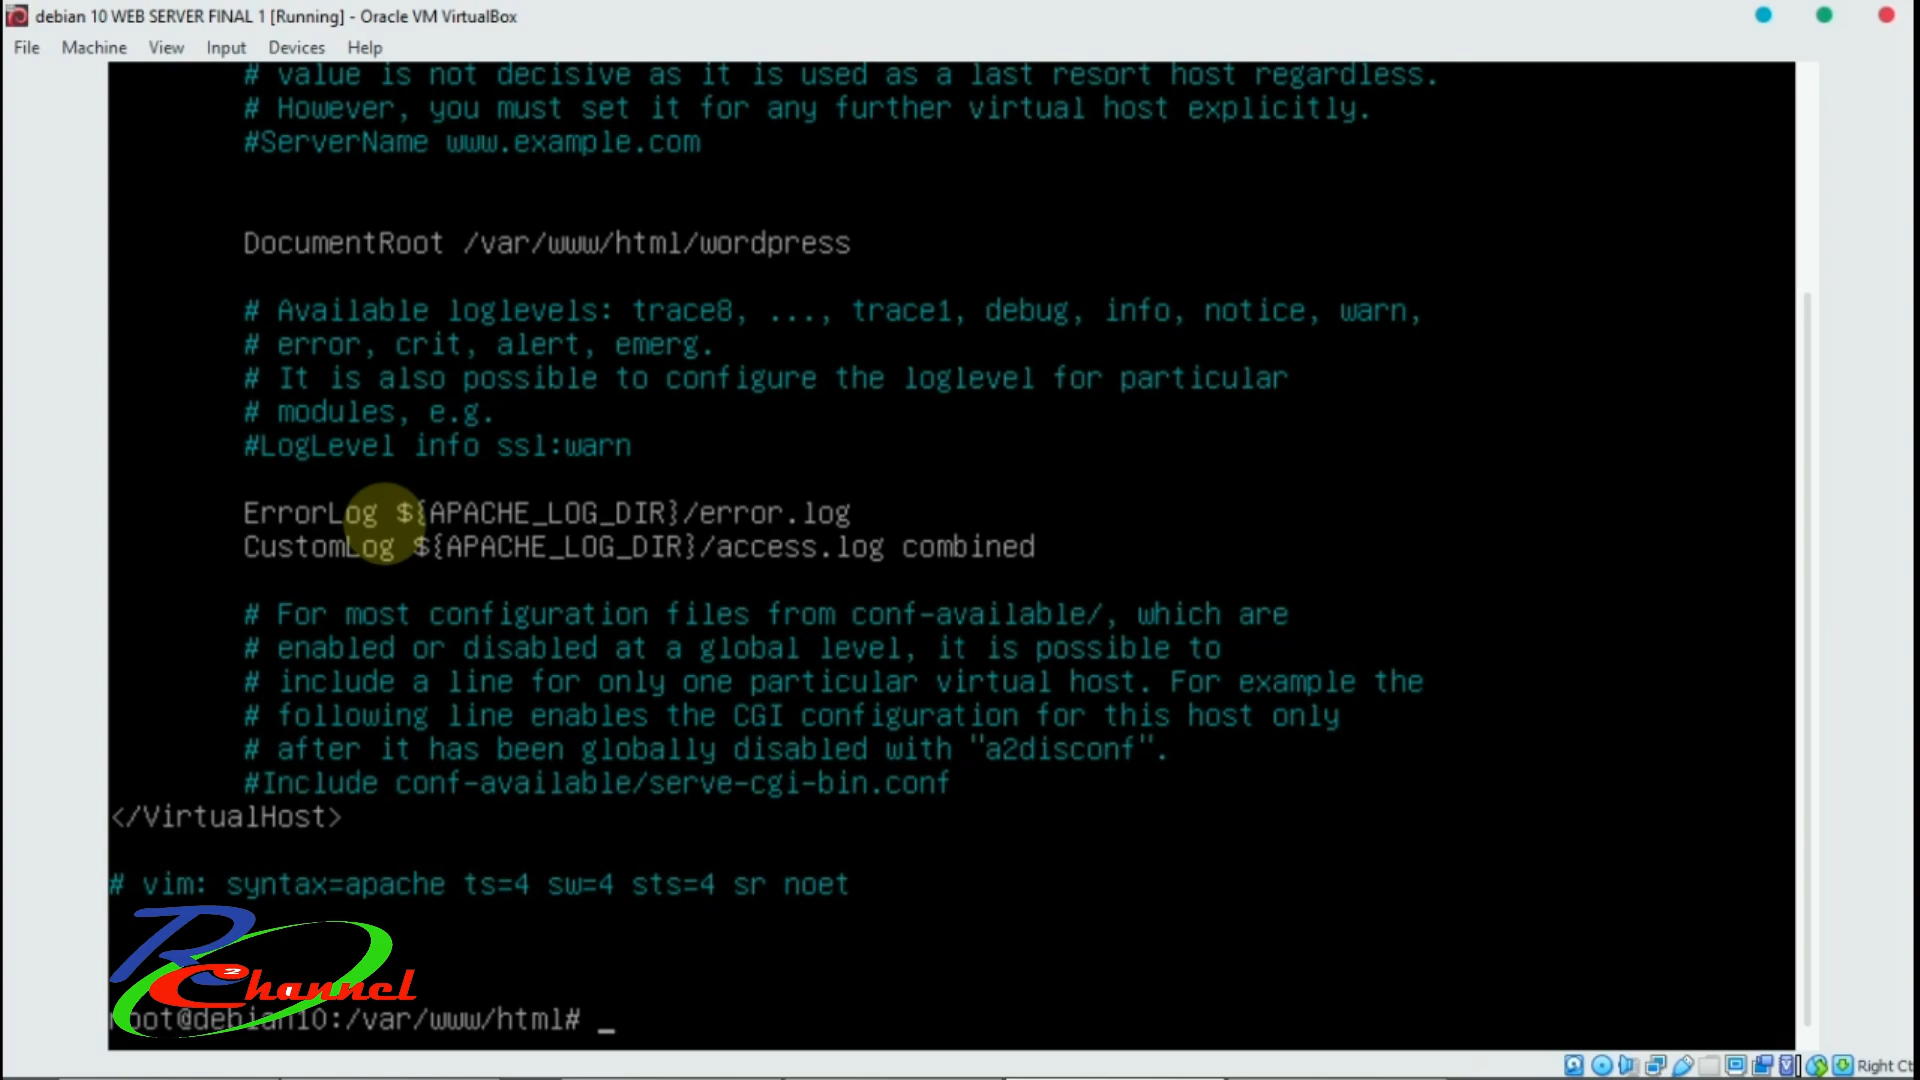 debian 10 WEB SERVER FINAL 1 [Running] - Oracle VM VirtualBox
File Machine View Input Devices Help
# value is not decisive as it is used as a last resort host regardless.
# However, you must set it for any further virtual host explicitly.
#ServerName www.example.com
DocumentRoot /var/www/html/wordpress
# Available loglevels: trace8, ..., trace1, debug, info, notice, warn,
# error, crit, alert, emerg.
# It is also possible to configure the loglevel for particular
# modules, e.g.
#LogLevel info ssl:warn
ErrorLog ${APACHE_LOG_DIR}/error.log
CustomLog ${APACHE_LOG_DIR}/access.log combined
# For most configuration files from conf-available/, which are
# enabled or disabled at a global level, it is possible to
# include a line for only one particular virtual host. For example the
# following line enables the CGI configuration for this host only
# after it has been globally disabled with "a2disconf".
#Include conf-available/serve-cgi-bin.conf
</VirtualHost>
# vim: syntax=apache ts=4 sw=4 sts=4 sr noet
R
2
Channel
root@debian10:/var/www/html# _
Right Ct